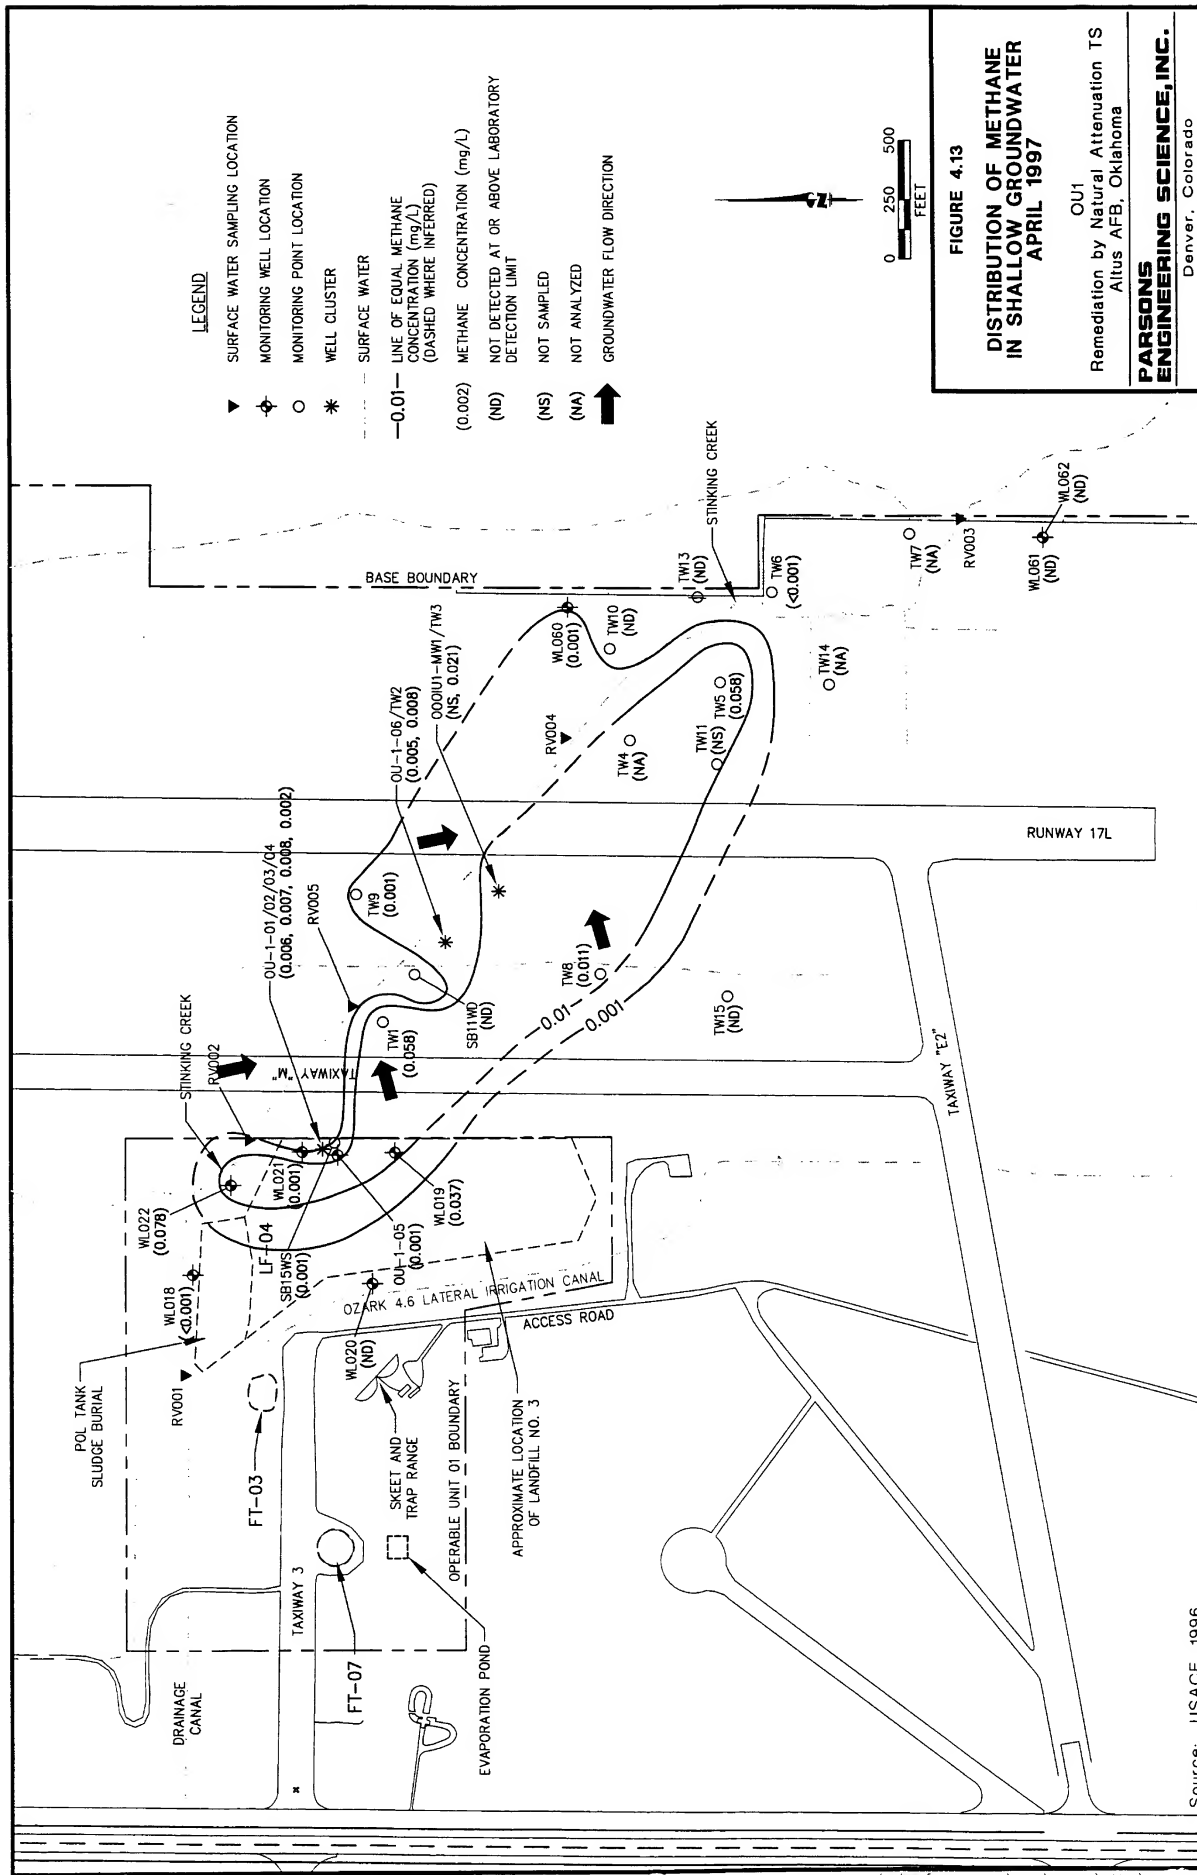 LEGEND
SURFACE WATER SAMPLING LOCATION
MONITORING WELL LOCATION
MONITORING POINT LOCATION
WELL CLUSTER
SURFACE WATER
—0.01— LINE OF EQUAL METHANE
CONCENTRATION (mg/L)
(DASHED WHERE INFERRED)
(0.002) METHANE CONCENTRATION (mg/L)
(ND) NOT DETECTED AT OR ABOVE LABORATORY
DETECTION LIMIT
(NS) NOT SAMPLED
(NA) NOT ANALYZED
GROUNDWATER FLOW DIRECTION
N
0 250 500
FEET
FIGURE 4.13
DISTRIBUTION OF METHANE
IN SHALLOW GROUNDWATER
APRIL 1997
OU1
Remediation by Natural Attenuation TS
Altus AFB, Oklahoma
PARSONS
ENGINEERING SCIENCE, INC.
Denver, Colorado
BASE BOUNDARY
STINKING CREEK
WL060
(0.001)
TW10
(ND)
TW13
(ND)
TW6
(<0.001)
TW7
(NA)
RV003
WL061
(ND)
WL062
(ND)
TW14
(NA)
TW5
(0.058)
TW11
(NS)
TW4
(NA)
RV004
OU-1-06/TW2
(0.005, 0.008)
000IU1-MW1/TW3
(NS, 0.021)
OU-1-01/02/03/04
(0.006, 0.007, 0.008, 0.002)
RV005
TW9
(0.001)
SB11WD
(ND)
TW1
(0.058)
TW8
(0.011)
TW15
(ND)
0.01
0.001
RUNWAY 17L
TAXIWAY "E2"
TAXIWAY "M"
STINKING CREEK
RV002
WL022
(0.078)
WL021
(0.001)
WL019
(0.037)
OU-1-05
(0.001)
SB15WS
(0.001)
LF-04
WL018
(<0.001)
WL020
(ND)
OZARK 4.6 LATERAL IRRIGATION CANAL
ACCESS ROAD
POL TANK
SLUDGE BURIAL
RV001
FT-03
SKEET AND
TRAP RANGE
OPERABLE UNIT 01 BOUNDARY
APPROXIMATE LOCATION
OF LANDFILL NO. 3
TAXIWAY 3
FT-07
EVAPORATION POND
DRAINAGE
CANAL
x
Source: USACE, 1996.